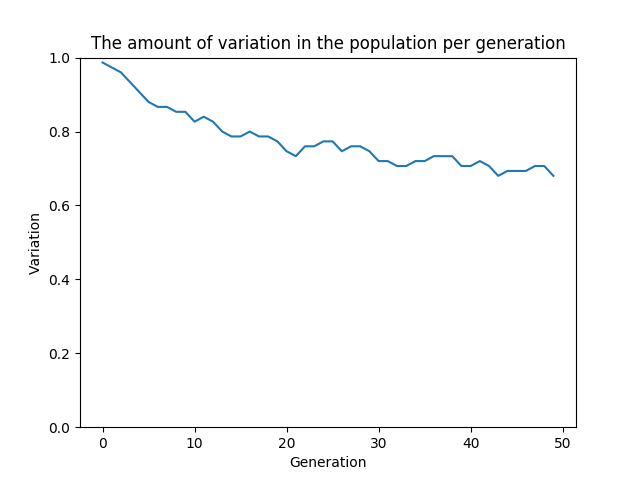 The amount of variation in the population per generation
1.0
0.8
0.6
0.4
0.2
0.0
Variation
0 10 20 30 40 50
Generation